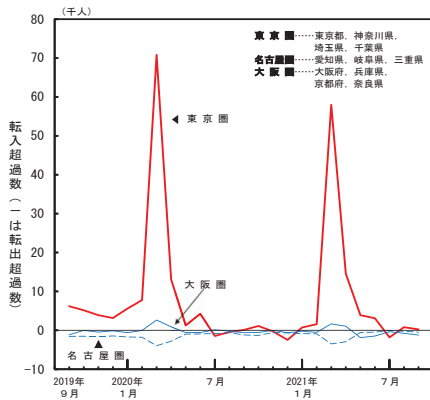 (千人)
80
70
60
50
40
30
20
10
0
-10
転入超過数(-は転出超過数)
東京圏……東京都,神奈川県,
埼玉県,千葉県
名古屋圏……愛知県,岐阜県,三重県
大阪圏……大阪府,兵庫県,
京都府,奈良県
◀東京圏
大阪圏
▲
名古屋圏
2019年 2020年 7月 2021年 7月
9月 1月 1月